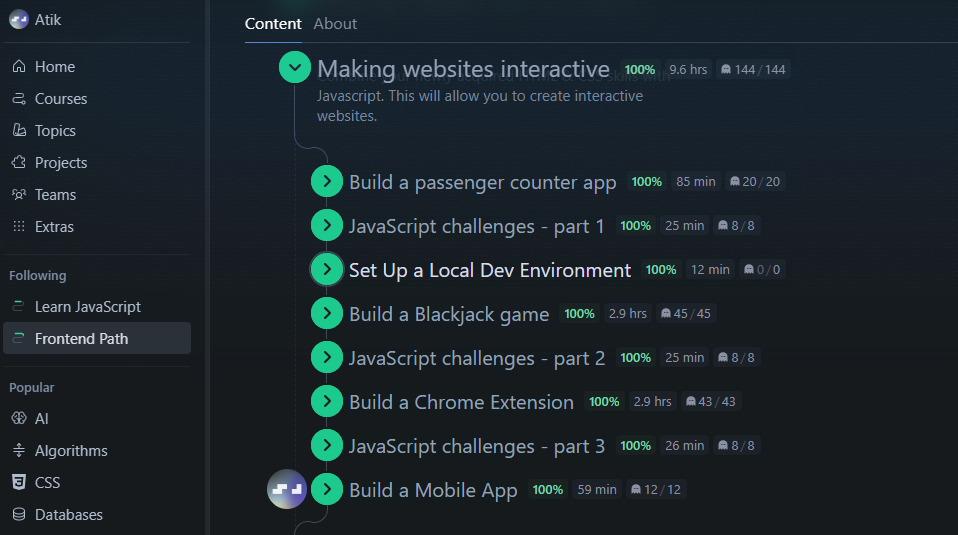 Atik
Home
Courses
Topics
Projects
Teams
Extras
Following
Learn JavaScript
Frontend Path
Popular
AI
Algorithms
CSS
Databases
Content About
Making websites interactive 100% 9.6 hrs 144/144
Javascript. This will allow you to create interactive
websites.
Build a passenger counter app 100% 85 min 20/20
JavaScript challenges - part 1 100% 25 min 8/8
Set Up a Local Dev Environment 100% 12 min 0/0
Build a Blackjack game 100% 2.9 hrs 45/45
JavaScript challenges - part 2 100% 25 min 8/8
Build a Chrome Extension 100% 2.9 hrs 43/43
JavaScript challenges - part 3 100% 26 min 8/8
Build a Mobile App 100% 59 min 12/12